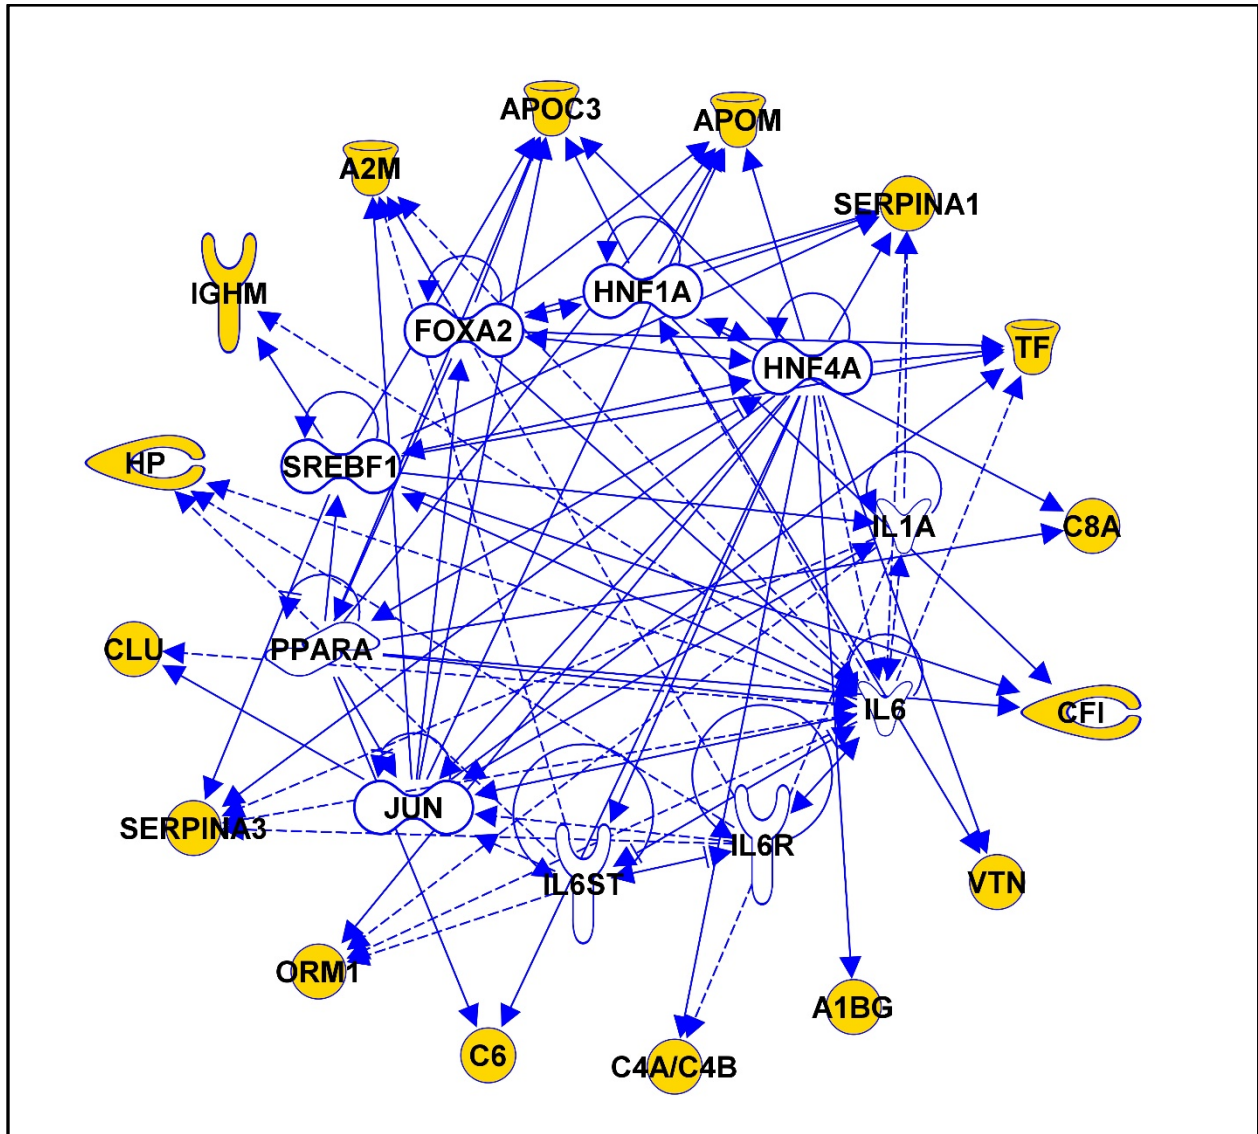 APOC3
APOM
A2M
SERPINA1
IGHM
HNF1A
FOXA2
TF
HNF4A
HP
SREBF1
IL1A
C8A
CLU
PPARA
IL6
CFI
JUN
SERPINA3
IL6R
IL6ST
VTN
ORM1
A1BG
C6
C4A/C4B